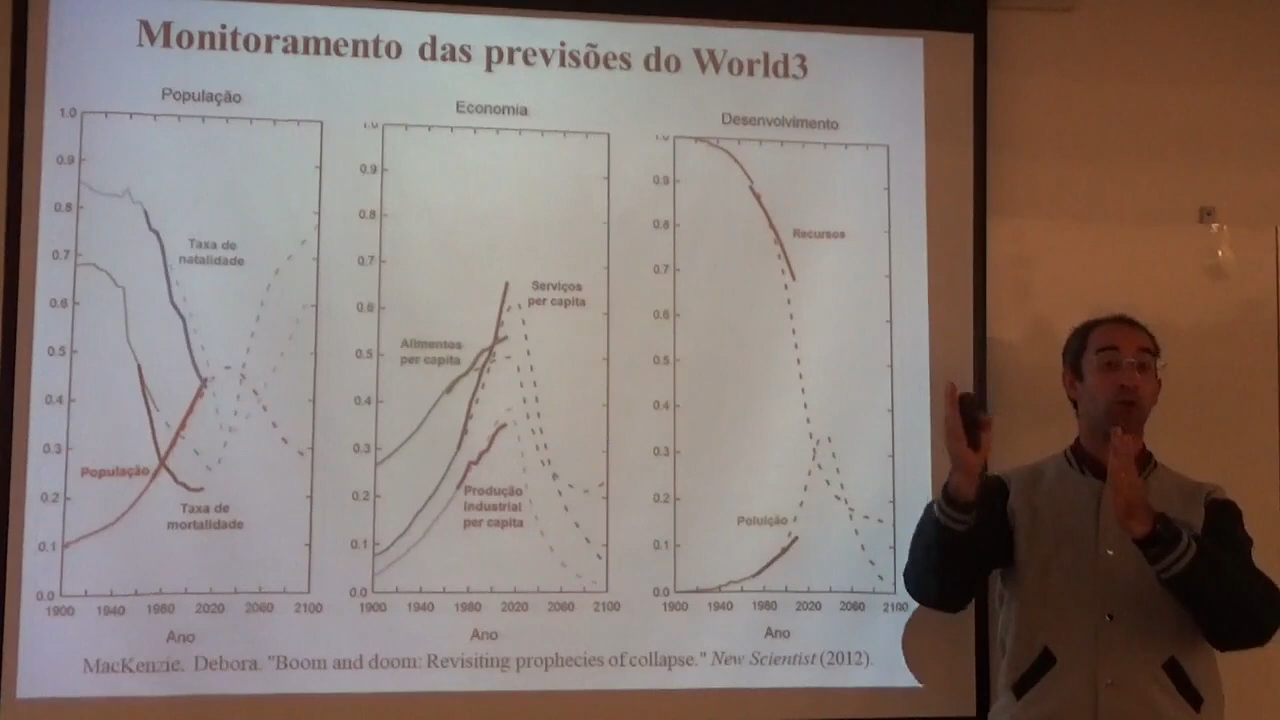 Monitoramento das previsões do World3
População
1.0
0.9
0.8
0.7
0.6
0.5
0.4
0.3
0.2
0.1
0.0
1900 1940 1980 2020 2060 2100
Ano
Taxa de
natalidade
População
Taxa de
mortalidade
Economia
0.9
0.8
0.7
0.6
0.5
0.4
0.3
0.2
0.1
0.0
1900 1940 1980 2020 2060 2100
Ano
Serviços
per capita
Alimentos
per capita
Produção
industrial
per capita
Desenvolvimento
0.9
0.8
0.7
0.6
0.5
0.4
0.3
0.2
0.1
0.0
1900 1940 1980 2020 2060 2100
Ano
Recursos
Poluição
MacKenzie. Debora. "Boom and doom: Revisiting prophecies of collapse." New Scientist (2012).